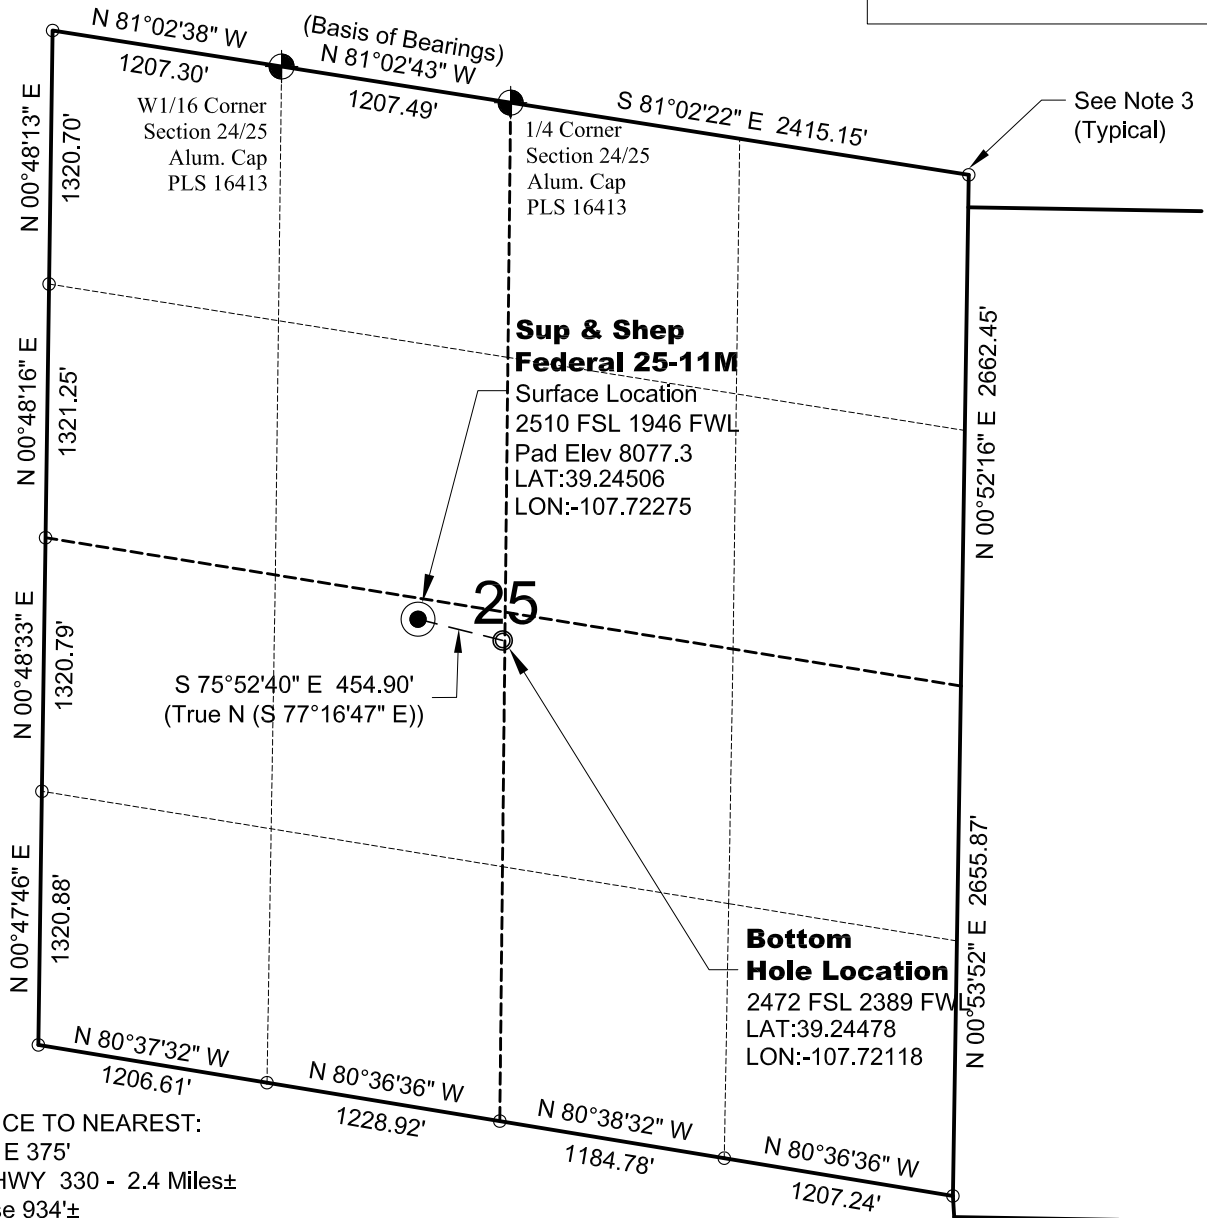 N 81°02'38" W
1207.30'
(Basis of Bearings)
N 81°02'43" W
1207.49'
S 81°02'22" E 2415.15'
See Note 3
(Typical)
W1/16 Corner
Section 24/25
Alum. Cap
PLS 16413
1/4 Corner
Section 24/25
Alum. Cap
PLS 16413
N 00°48'13" E
1320.70'
N 00°48'16" E
1321.25'
N 00°48'33" E
1320.79'
N 00°47'46" E
1320.88'
Sup & Shep
Federal 25-11M
Surface Location
2510 FSL 1946 FWL
Pad Elev 8077.3
LAT:39.24506
LON:-107.72275
N 00°52'16" E 2662.45'
25
S 75°52'40" E 454.90'
(True N (S 77°16'47" E))
Bottom
Hole Location
2472 FSL 2389 FWL
LAT:39.24478
LON:-107.72118
N 00°53'52" E 2655.87'
N 80°37'32" W
1206.61'
N 80°36'36" W
1228.92'
N 80°38'32" W
1184.78'
N 80°36'36" W
1207.24'
CE TO NEAREST:
E 375'
HWY 330 - 2.4 Miles±
se 934'±